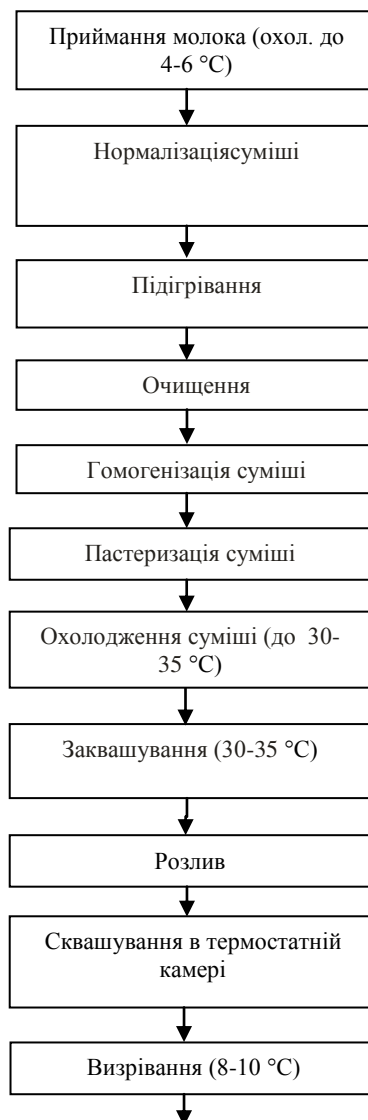 Приймання молока (охол. до
4-6 °С)
Нормалізаціясуміші
Підігрівання
Очищення
Гомогенізація суміші
Пастеризація суміші
Охолодження суміші (до 30-
35 °С)
Заквашування (30-35 °С)
Розлив
Сквашування в термостатній
камері
Визрівання (8-10 °С)